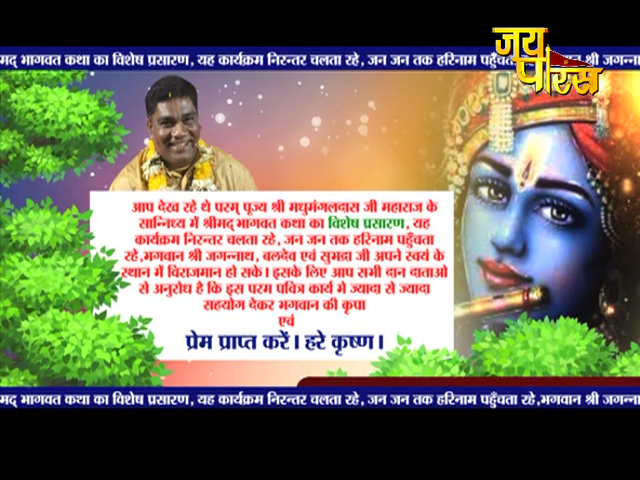 जय
पारस
मद् भागवत कथा का विशेष प्रसारण, यह कार्यक्रम निरन्तर चलता रहे, जन जन तक हरिनाम पहुँचता श्री जगन्ना
आप देख रहे थे परम् पूज्य श्री मधुमंगलदास जी महाराज के
सान्निध्य में श्रीमद् भागवत कथा का विशेष प्रसारण, यह
कार्यक्रम निरन्तर चलता रहे, जन जन तक हरिनाम पहुँचता
रहे,भगवान श्री जगन्नाथ, बलदेव एवं सुभद्रा जी अपने स्वयं के
स्थान में विराजमान हो सके। इसके लिए आप सभी दान दाताओ
से अनुरोध है कि इस परम पवित्र कार्य मे ज्यादा से ज्यादा
सहयोग देकर भगवान की कृपा
एवं
प्रेम प्राप्त करें। हरे कृष्ण।
मद् भागवत कथा का विशेष प्रसारण, यह कार्यक्रम निरन्तर चलता रहे, जन जन तक हरिनाम पहुँचता रहे,भगवान श्री जगन्ना